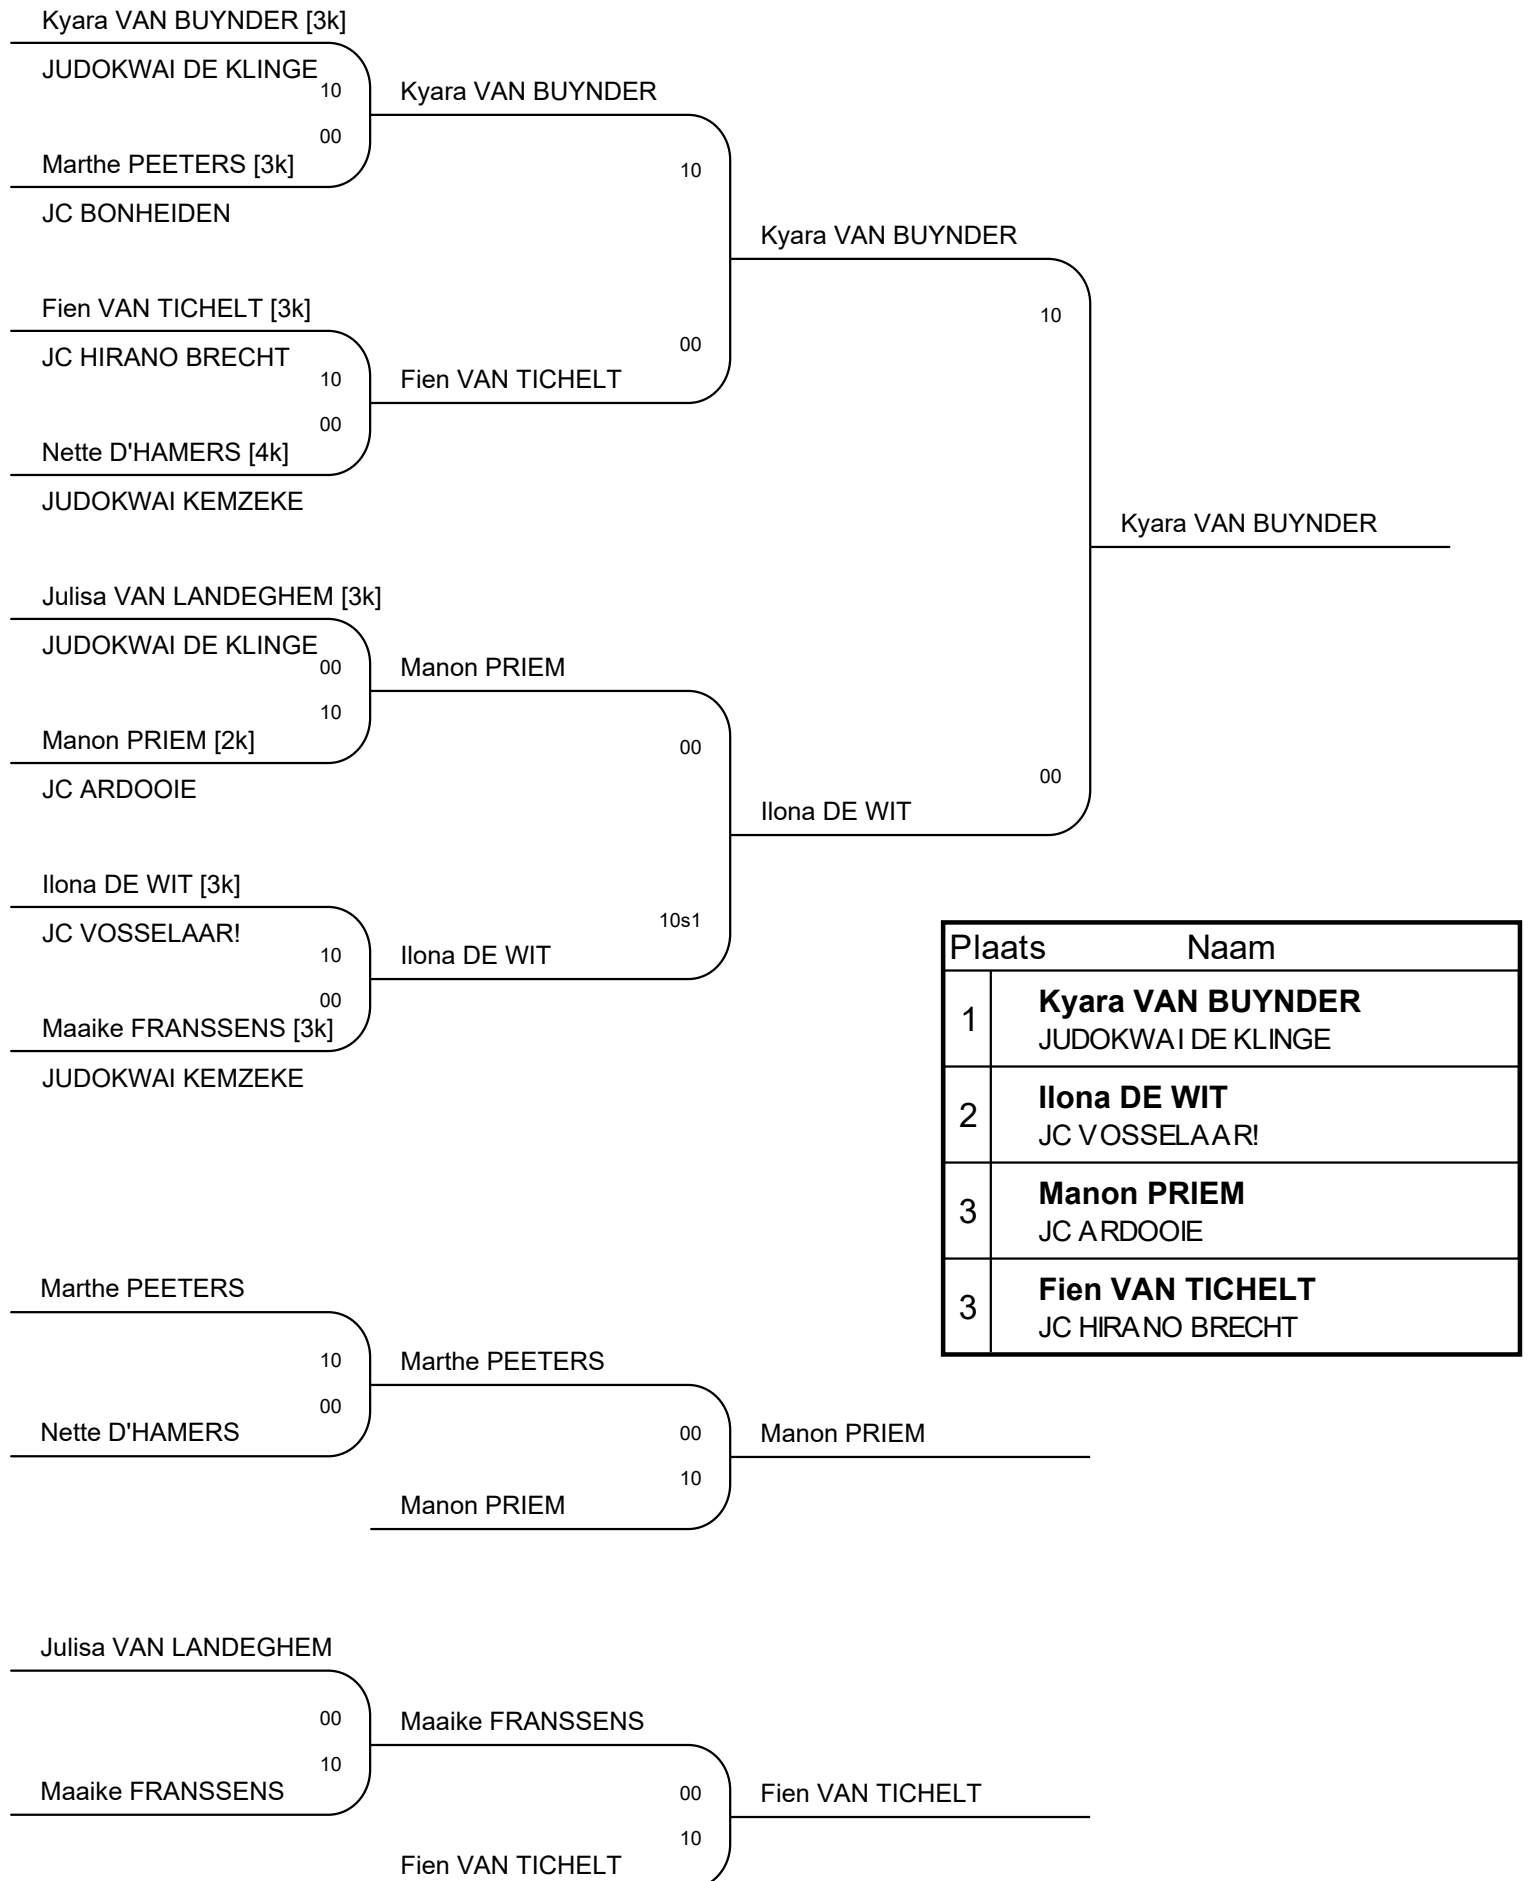 Kyara VAN BUYNDER [3k]
JUDOKWAI DE KLINGE
10
Kyara VAN BUYNDER
00
Marthe PEETERS [3k]
10
JC BONHEIDEN
Kyara VAN BUYNDER
Fien VAN TICHELT [3k]
10
JC HIRANO BRECHT
00
10
Fien VAN TICHELT
00
Nette D'HAMERS [4k]
JUDOKWAI KEMZEKE
Kyara VAN BUYNDER
Julisa VAN LANDEGHEM [3k]
JUDOKWAI DE KLINGE
00
Manon PRIEM
10
Manon PRIEM [2k]
00
JC ARDOOIE
00
Ilona DE WIT
Ilona DE WIT [3k]
10s1
JC VOSSELAAR!
10
Ilona DE WIT
00
Maaike FRANSSENS [3k]
JUDOKWAI KEMZEKE
Plaats Naam
1 Kyara VAN BUYNDER
JUDOKWAI DE KLINGE
2 Ilona DE WIT
JC VOSSELAAR!
3 Manon PRIEM
JC ARDOOIE
3 Fien VAN TICHELT
JC HIRANO BRECHT
Marthe PEETERS
10
Marthe PEETERS
00
Nette D'HAMERS
00
Manon PRIEM
10
Manon PRIEM
Julisa VAN LANDEGHEM
00
Maaike FRANSSENS
10
Maaike FRANSSENS
00
Fien VAN TICHELT
10
Fien VAN TICHELT